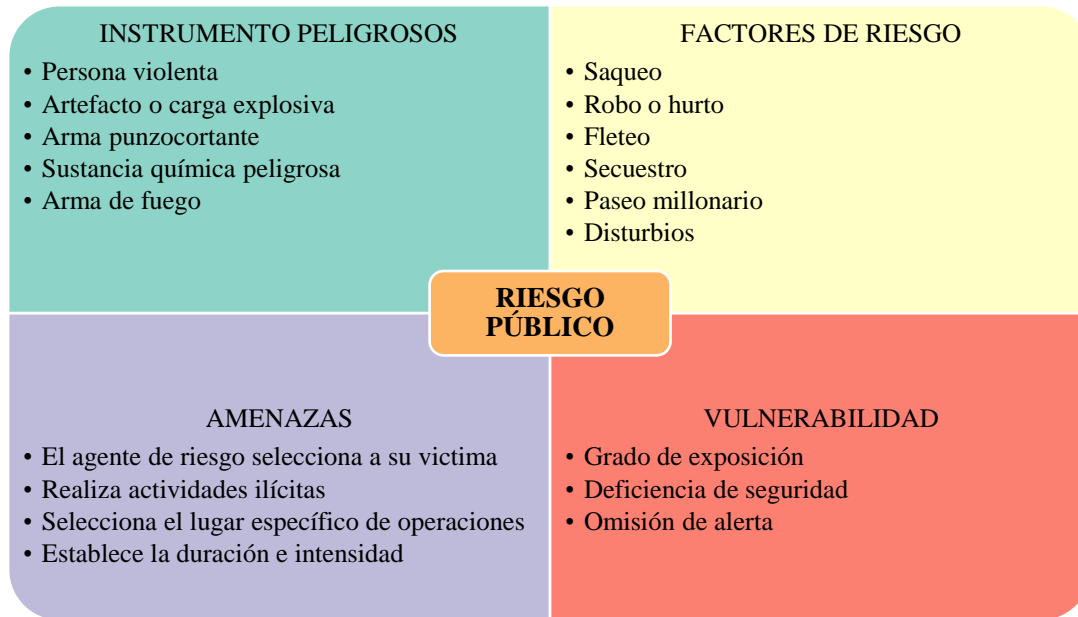 INSTRUMENTO PELIGROSOS
• Persona violenta
• Artefacto o carga explosiva
• Arma punzocortante
• Sustancia química peligrosa
• Arma de fuego
FACTORES DE RIESGO
• Saqueo
• Robo o hurto
• Fleteo
• Secuestro
• Paseo millonario
• Disturbios
RIESGO
PÚBLICO
AMENAZAS
• El agente de riesgo selecciona a su victima
• Realiza actividades ilícitas
• Selecciona el lugar específico de operaciones
• Establece la duración e intensidad
VULNERABILIDAD
• Grado de exposición
• Deficiencia de seguridad
• Omisión de alerta